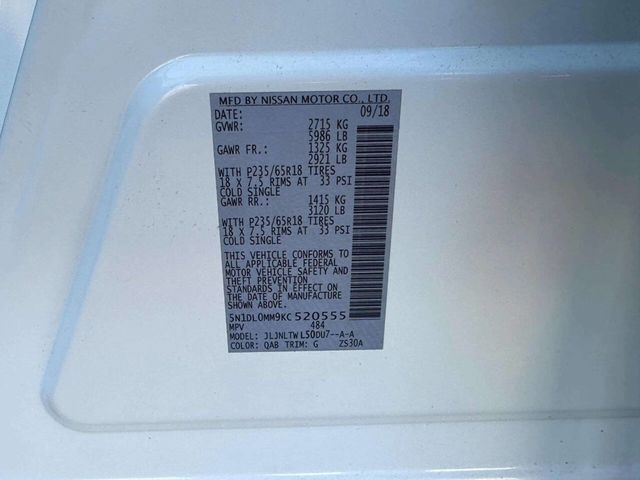 MFD BY NISSAN MOTOR CO., LTD.
DATE: 09/18
GVWR: 2715 KG
5986 LB
GAWR FR.: 1325 KG
2921 LB
WITH P235/65R18 TIRES
18 X 7.5 RIMS AT 33 PSI
COLD SINGLE
GAWR RR.: 1415 KG
3120 LB
WITH P235/65R18 TIRES
18 X 7.5 RIMS AT 33 PSI
COLD SINGLE
THIS VEHICLE CONFORMS TO
ALL APPLICABLE FEDERAL
MOTOR VEHICLE SAFETY AND
THEFT PREVENTION
STANDARDS IN EFFECT ON
THE DATE OF MANUFACTURE
SHOWN ABOVE.
5N1DL0MM9KC520555
MPV 484
MODEL: JLJNLTWL50DU7--A-A
COLOR: QAB TRIM: G ZS30A